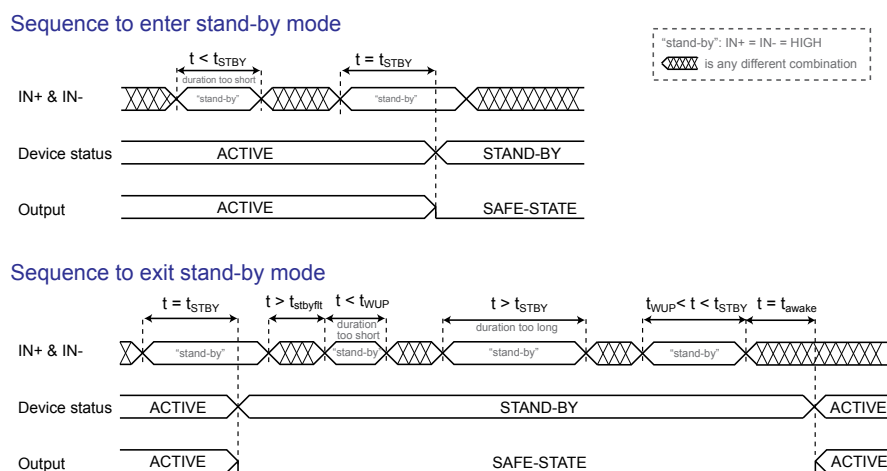 Sequence to enter stand-by mode
"stand-by": IN+ = IN- = HIGH
is any different combination
t < tSTBY
t = tSTBY
duration too short
IN+ & IN-
"stand-by"
"stand-by"
Device status
ACTIVE
STAND-BY
Output
ACTIVE
SAFE-STATE
Sequence to exit stand-by mode
t = tSTBY
t > tstbyflt
t < tWUP
t > tSTBY
tWUP < t < tSTBY
t = tawake
duration
too short
duration too long
IN+ & IN-
"stand-by"
"stand-by
"stand-by"
"stand-by"
Device status
ACTIVE
STAND-BY
ACTIVE
Output
ACTIVE
SAFE-STATE
ACTIVE